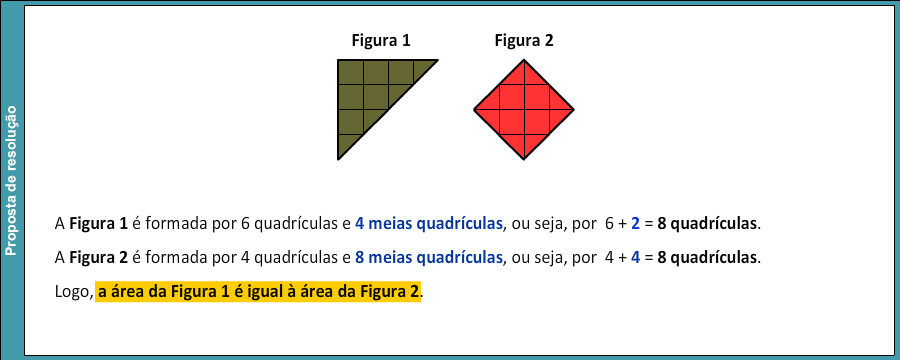 Proposta de resolução
Figura 1
Figura 2
A Figura 1 é formada por 6 quadrículas e 4 meias quadrículas, ou seja, por 6 + 2 = 8 quadrículas.
A Figura 2 é formada por 4 quadrículas e 8 meias quadrículas, ou seja, por 4 + 4 = 8 quadrículas.
Logo, a área da Figura 1 é igual à área da Figura 2.